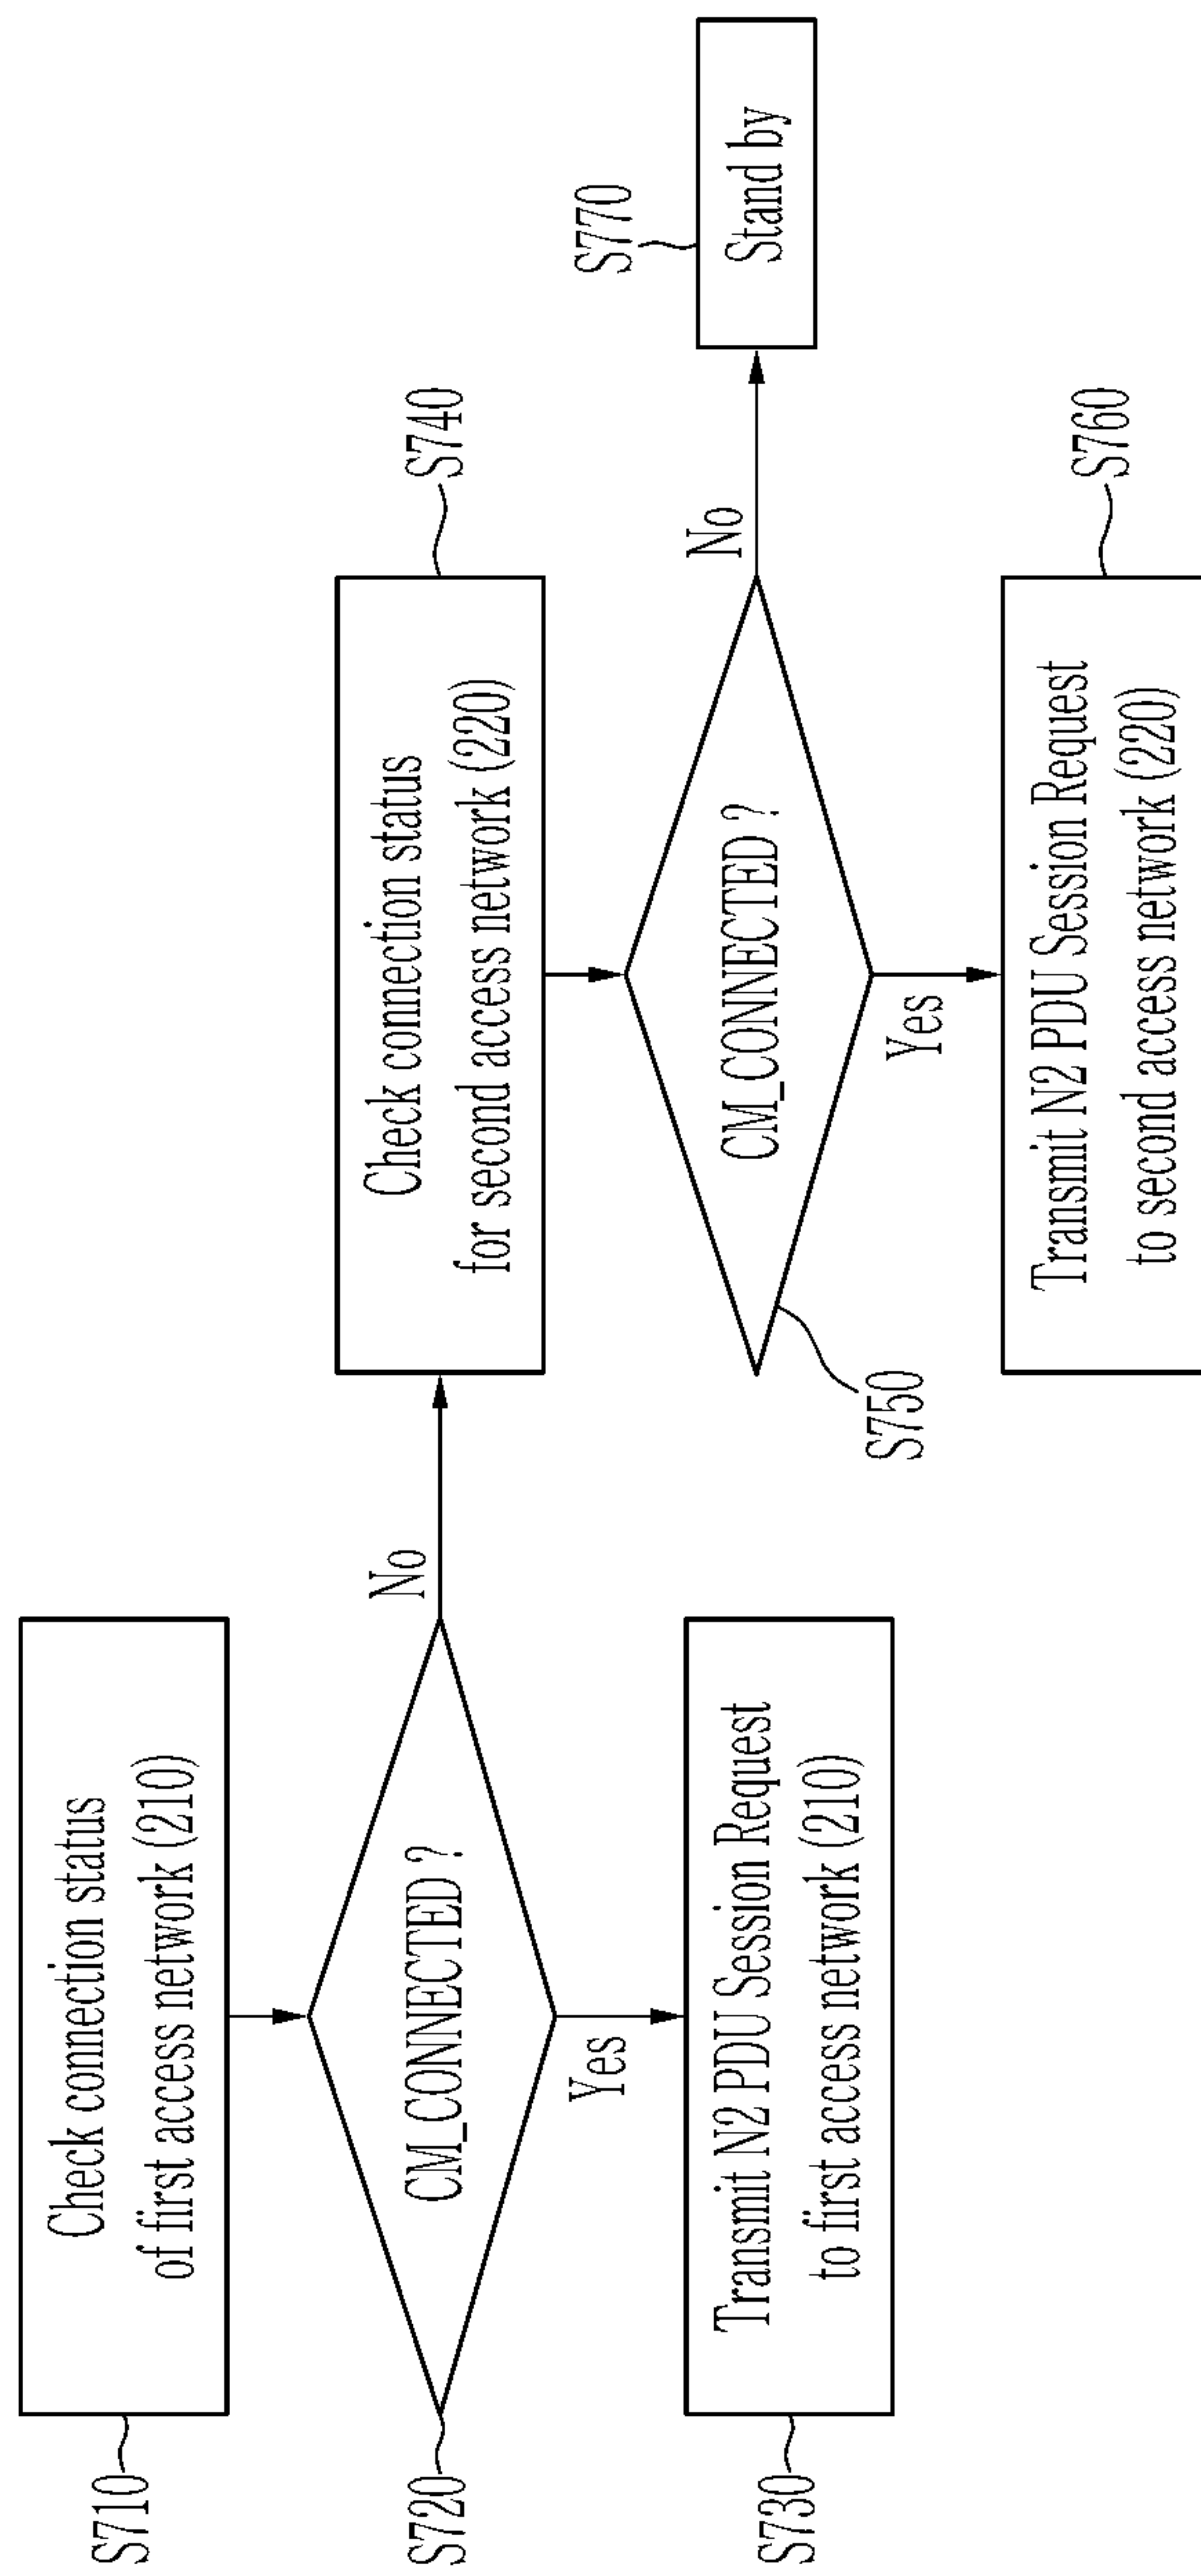 S710
Check connection status
of first access network (210)
S720
CM_CONNECTED ?
No
Yes
S730
Transmit N2 PDU Session Request
to first access network (210)
S740
Check connection status
for second access network (220)
S750
CM_CONNECTED ?
No
Yes
S760
Transmit N2 PDU Session Request
to second access network (220)
S770
Stand by